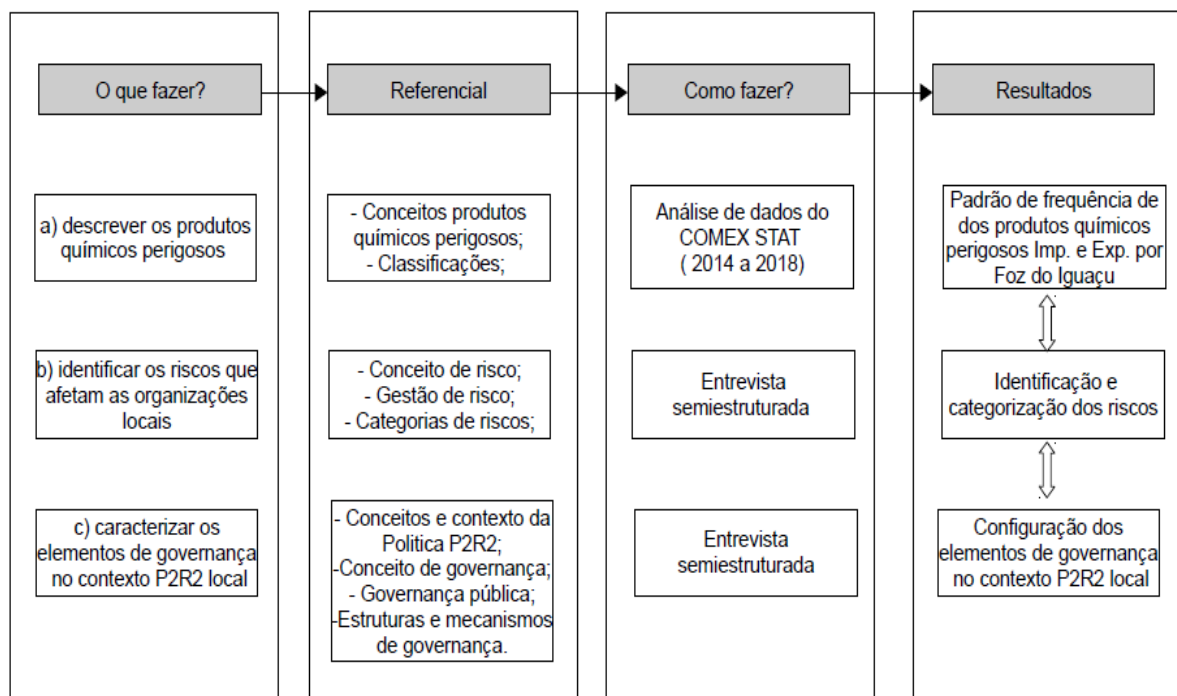 O que fazer?
Referencial
Como fazer?
Resultados
a) descrever os produtos
químicos perigosos
- Conceitos produtos
químicos perigosos;
- Classificações;
Análise de dados do
COMEX STAT
( 2014 a 2018)
Padrão de frequência de
dos produtos químicos
perigosos Imp. e Exp. por
Foz do Iguaçu
b) identificar os riscos que
afetam as organizações
locais
- Conceito de risco;
- Gestão de risco;
- Categorias de riscos;
Entrevista
semiestruturada
Identificação e
categorização dos riscos
c) caracterizar os
elementos de governança
no contexto P2R2 local
- Conceitos e contexto da
Politica P2R2;
-Conceito de governança;
- Governança pública;
-Estruturas e mecanismos
de governança.
Entrevista
semiestruturada
Configuração dos
elementos de governança
no contexto P2R2 local